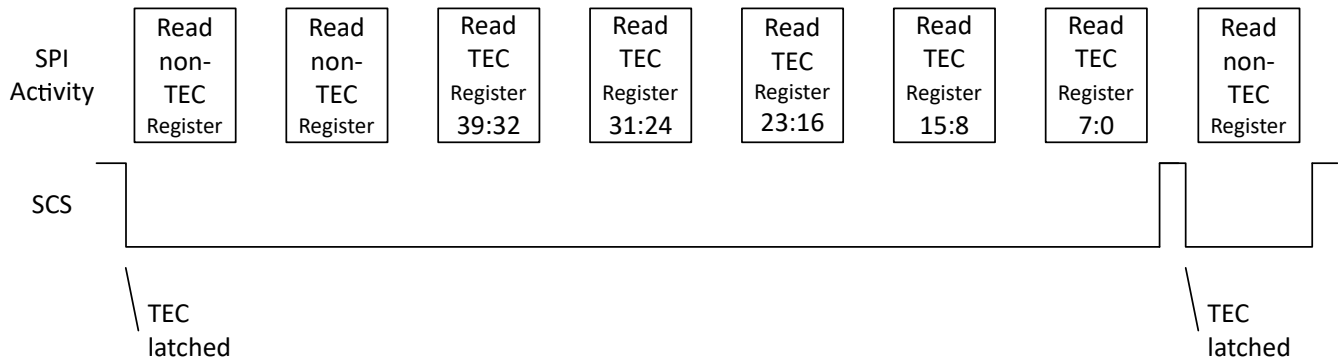 SPI
Activity
Read
non-
TEC
Register
Read
non-
TEC
Register
Read
TEC
Register
39:32
Read
TEC
Register
31:24
Read
TEC
Register
23:16
Read
TEC
Register
15:8
Read
TEC
Register
7:0
Read
non-
TEC
Register
SCS
TEC
latched
TEC
latched